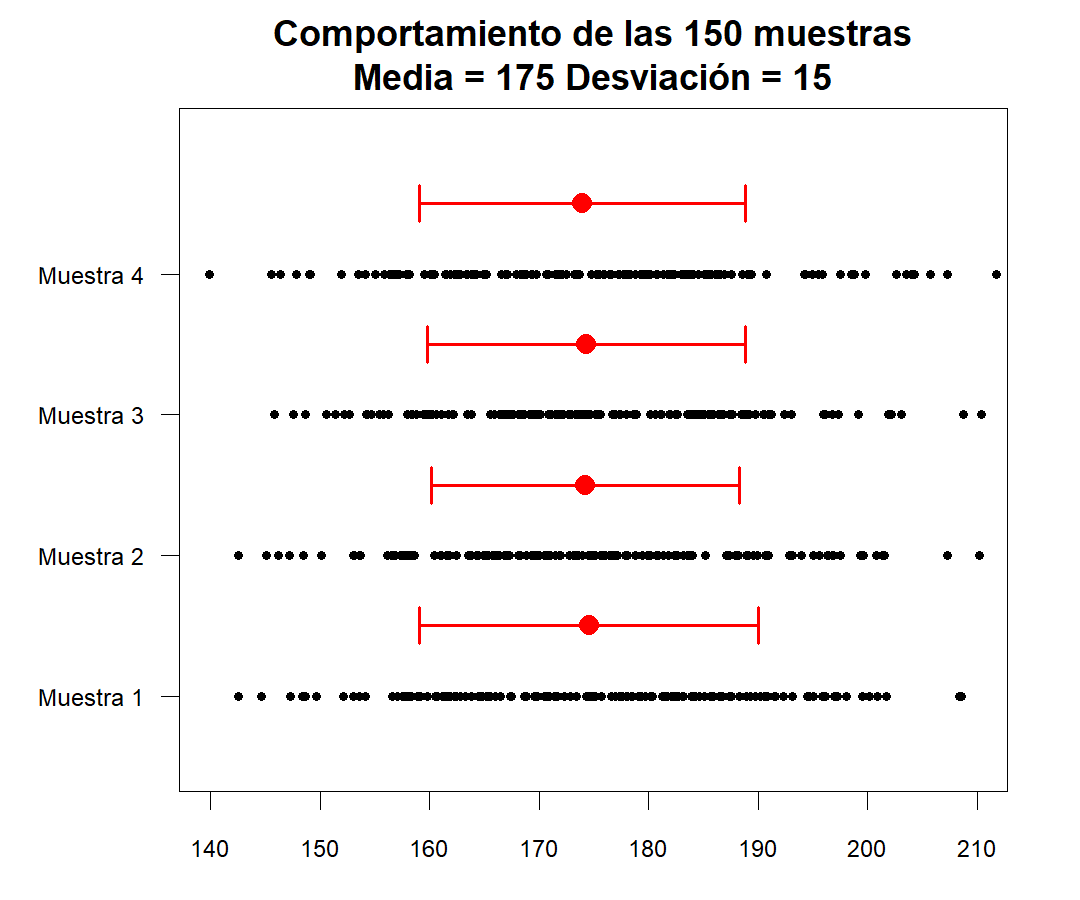 Comportamiento de las 150 muestras
Media = 175 Desviación = 15
Muestra 4
Muestra 3
Muestra 2
Muestra 1
140 150 160 170 180 190 200 210